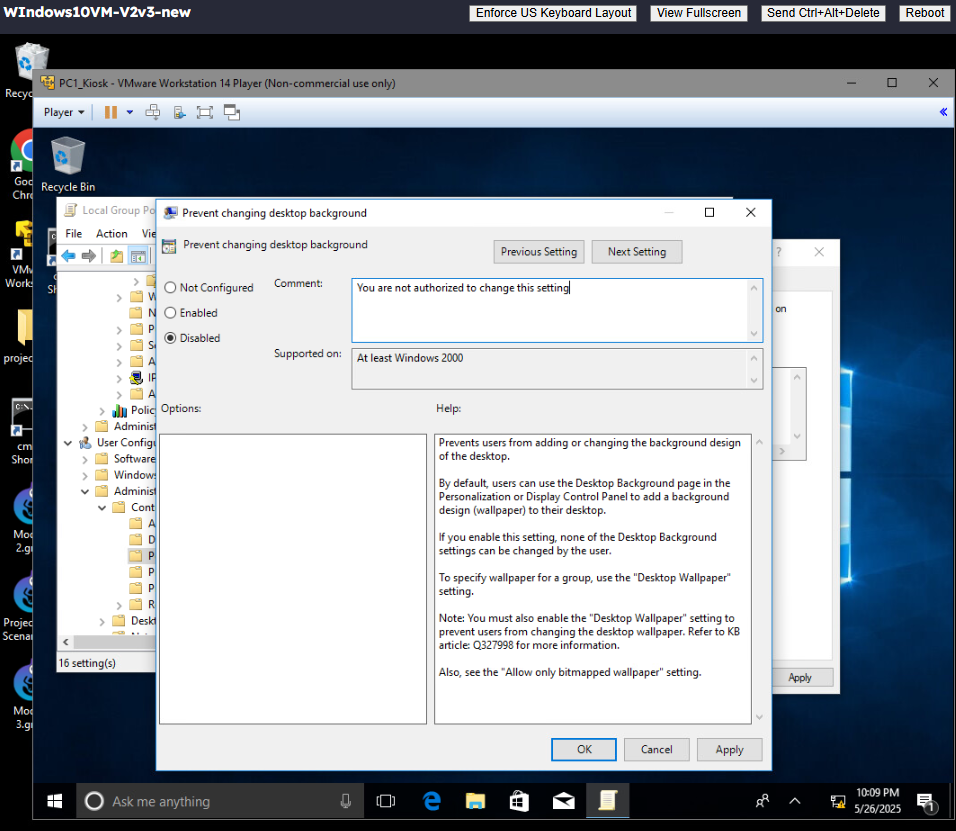 WIndows10VM-V2v3-new
Enforce US Keyboard Layout
View Fullscreen
Send Ctrl+Alt+Delete
Reboot
PC1_Kiosk - VMware Workstation 14 Player (Non-commercial use only)
Player
Recycle Bin
Local Group Po
File Action Vie
Prevent changing desktop background
Prevent changing desktop background
Previous Setting
Next Setting
Not Configured
Enabled
Disabled
Comment:
You are not authorized to change this setting
Supported on:
At least Windows 2000
Options:
Help:
Prevents users from adding or changing the background design
of the desktop.
By default, users can use the Desktop Background page in the
Personalization or Display Control Panel to add a background
design (wallpaper) to their desktop.
If you enable this setting, none of the Desktop Background
settings can be changed by the user.
To specify wallpaper for a group, use the "Desktop Wallpaper"
setting.
Note: You must also enable the "Desktop Wallpaper" setting to
prevent users from changing the desktop wallpaper. Refer to KB
article: Q327998 for more information.
Also, see the "Allow only bitmapped wallpaper" setting.
OK
Cancel
Apply
W
N
P
S
A
IP
A
Polic
Administ
User Configu
Software
Windows
Administ
Cont
A
D
P
P
P
R
Deskt
16 setting(s)
?
on
Apply
Recyc
Goo
Chro
VMw
Works
projec
cm
Shor
Moc
2.gr
Projec
Scenar
Moc
3.g
Ask me anything
10:09 PM
5/26/2025
1